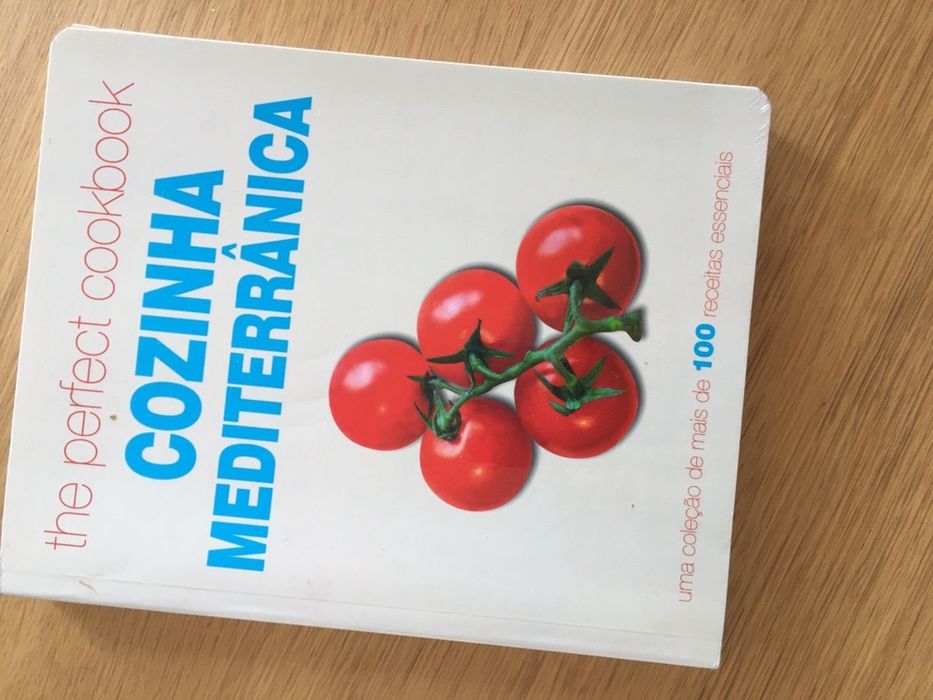 the perfect cookbook
COZINHA
MEDITERRÂNICA
uma coleção de mais de 100 receitas essenciais